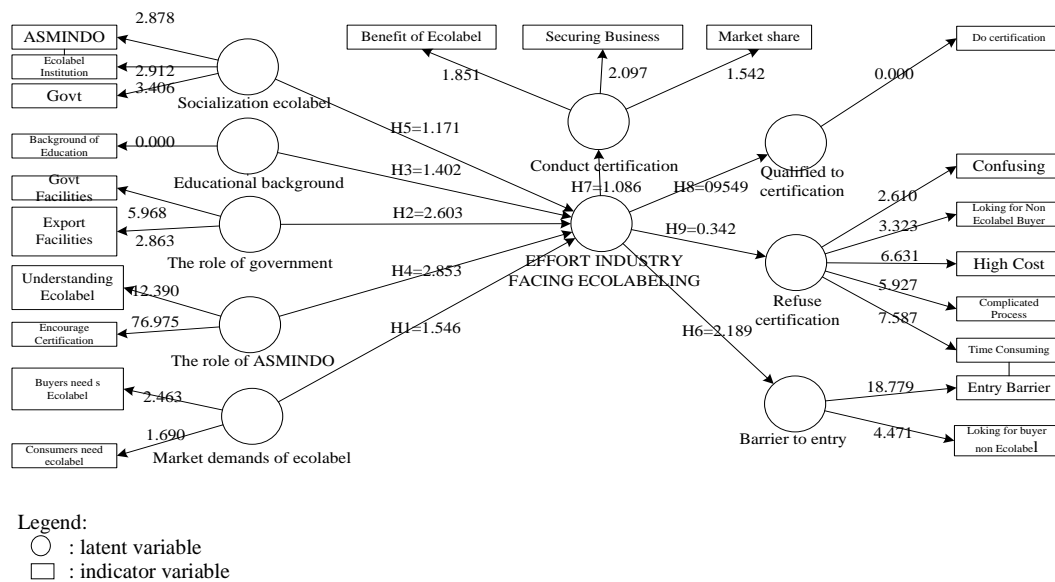 2.878
ASMINDO
Ecolabel
Institution
2.912
Govt
3.406
Socialization ecolabel
Background of
Education
0.000
Educational background
Govt
Facilities
5.968
Export
Facilities
2.863
The role of government
Understanding
Ecolabel
12.390
Encourage
Certification
76.975
The role of ASMINDO
Buyers need s
Ecolabel
2.463
1.690
Consumers need
ecolabel
Market demands of ecolabel
H5=1.171
H3=1.402
H2=2.603
H4=2.853
H1=1.546
Benefit of Ecolabel
Securing Business
Market share
1.851
2.097
1.542
Conduct certification
H7=1.086
H8=09549
H9=0.342
H6=2.189
EFFORT INDUSTRY
FACING ECOLABELING
Do certification
0.000
Qualified to
certification
Confusing
2.610
Loking for Non
Ecolabel Buyer
3.323
High Cost
6.631
Complicated
Process
5.927
Time Consuming
7.587
Refuse
certification
Entry Barrier
18.779
Loking for buyer
non Ecolabel
4.471
Barrier to entry
Legend:
: latent variable
: indicator variable